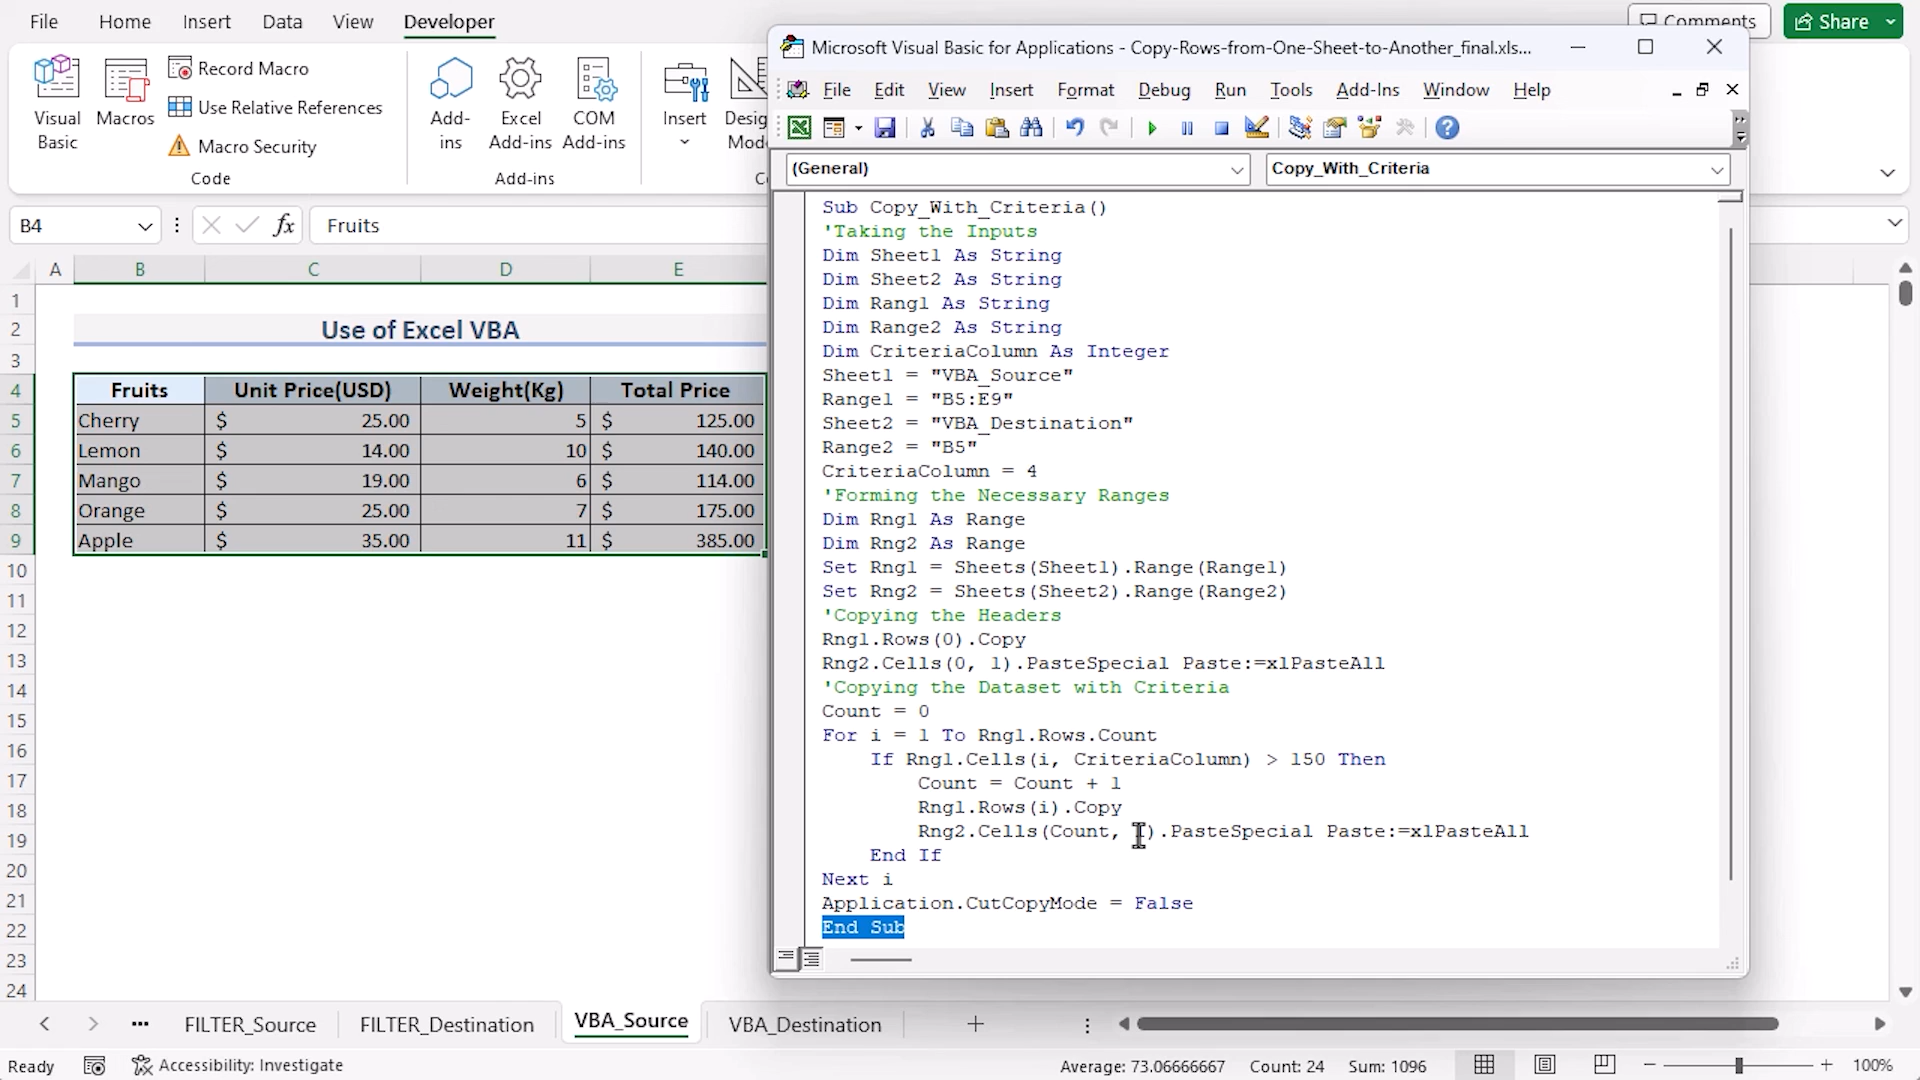 File Home Insert Data View Developer Comments Share
Visual Basic
Macros
Record Macro
Use Relative References
Macro Security
Code
Add-ins
Excel Add-ins
COM Add-ins
Add-ins
Insert
Microsoft Visual Basic for Applications - Copy-Rows-from-One-Sheet-to-Another_final.xls...
File Edit View Insert Format Debug Run Tools Add-Ins Window Help
(General) Copy_With_Criteria
B4 fx Fruits
A B C D E
1
2 Use of Excel VBA
3
4 Fruits Unit Price(USD) Weight(Kg) Total Price
5 Cherry $ 25.00 5 $ 125.00
6 Lemon $ 14.00 10 $ 140.00
7 Mango $ 19.00 6 $ 114.00
8 Orange $ 25.00 7 $ 175.00
9 Apple $ 35.00 11 $ 385.00
10
11
12
13
14
15
16
17
18
19
20
21
22
23
24
Sub Copy_With_Criteria()
'Taking the Inputs
Dim Sheet1 As String
Dim Sheet2 As String
Dim Rang1 As String
Dim Range2 As String
Dim CriteriaColumn As Integer
Sheet1 = "VBA_Source"
Range1 = "B5:E9"
Sheet2 = "VBA_Destination"
Range2 = "B5"
CriteriaColumn = 4
'Forming the Necessary Ranges
Dim Rng1 As Range
Dim Rng2 As Range
Set Rng1 = Sheets(Sheet1).Range(Range1)
Set Rng2 = Sheets(Sheet2).Range(Range2)
'Copying the Headers
Rng1.Rows(0).Copy
Rng2.Cells(0, 1).PasteSpecial Paste:=xlPasteAll
'Copying the Dataset with Criteria
Count = 0
For i = 1 To Rng1.Rows.Count
If Rng1.Cells(i, CriteriaColumn) > 150 Then
Count = Count + 1
Rng1.Rows(i).Copy
Rng2.Cells(Count, ).PasteSpecial Paste:=xlPasteAll
End If
Next i
Application.CutCopyMode = False
End Sub
FILTER_Source FILTER_Destination VBA_Source VBA_Destination
Ready Accessibility: Investigate Average: 73.06666667 Count: 24 Sum: 1096 100%